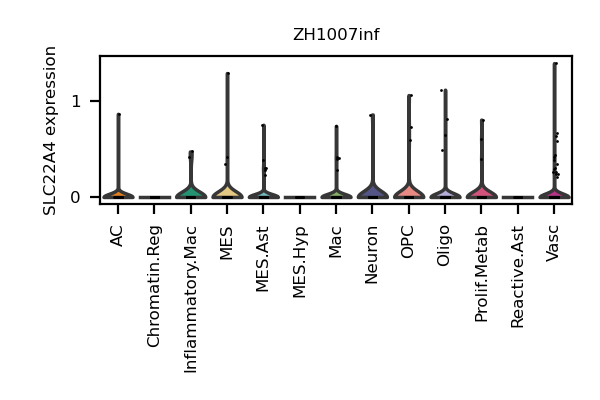 ZH1007inf
SLC22A4 expression
1
0
AC
Chromatin.Reg
Inflammatory.Mac
MES
MES.Ast
MES.Hyp
Mac
Neuron
OPC
Oligo
Prolif.Metab
Reactive.Ast
Vasc